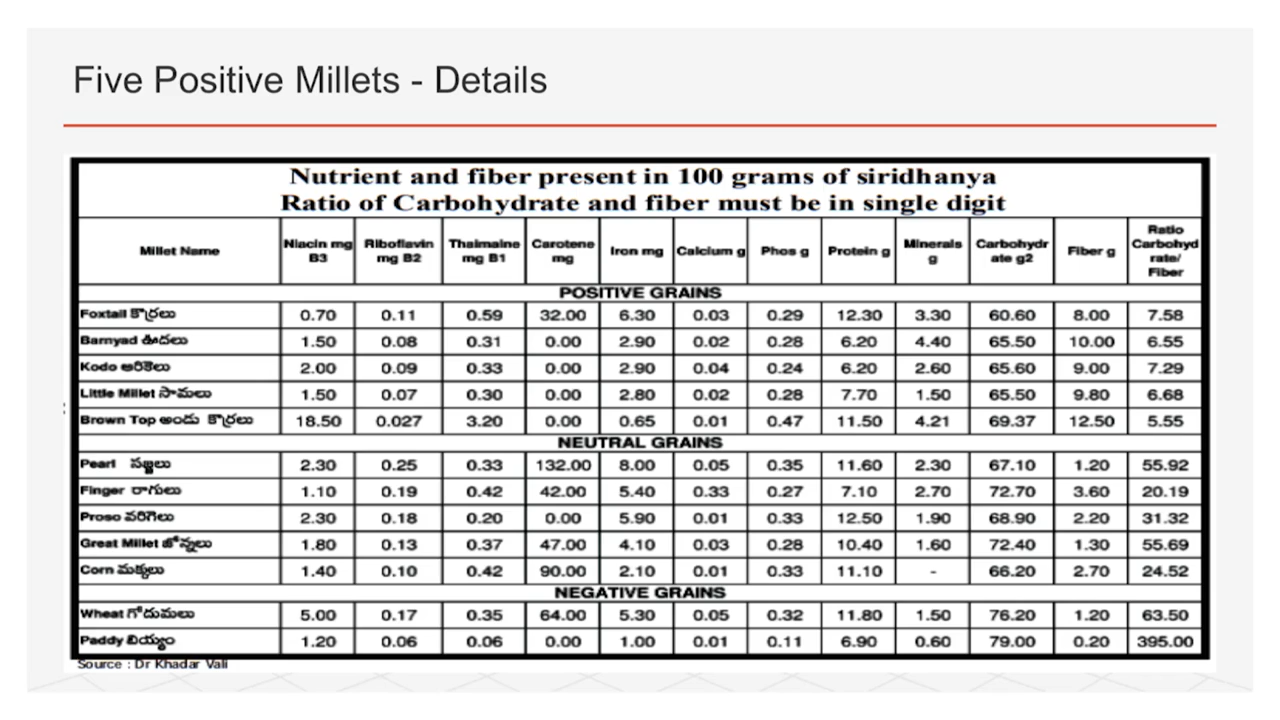 Five Positive Millets - Details
Nutrient and fiber present in 100 grams of siridhanya
Ratio of Carbohydrate and fiber must be in single digit
Millet Name Niacin mg B3 Riboflavin mg B2 Thaimaine mg B1 Carotene mg Iron mg Calcium g Phos g Protein g Minerals g Carbohydrate g2 Fiber g Ratio Carbohydrate/ Fiber
POSITIVE GRAINS
Foxtail కొర్రలు 0.70 0.11 0.59 32.00 6.30 0.03 0.29 12.30 3.30 60.60 8.00 7.58
Barnyad ఊదలు 1.50 0.08 0.31 0.00 2.90 0.02 0.28 6.20 4.40 65.50 10.00 6.55
Kodo అరికెలు 2.00 0.09 0.33 0.00 2.90 0.04 0.24 6.20 2.60 65.60 9.00 7.29
Little Millet సామలు 1.50 0.07 0.30 0.00 2.80 0.02 0.28 7.70 1.50 65.50 9.80 6.68
Brown Top అండు కొర్రలు 18.50 0.027 3.20 0.00 0.65 0.01 0.47 11.50 4.21 69.37 12.50 5.55
NEUTRAL GRAINS
Pearl సజ్జలు 2.30 0.25 0.33 132.00 8.00 0.05 0.35 11.60 2.30 67.10 1.20 55.92
Finger రాగులు 1.10 0.19 0.42 42.00 5.40 0.33 0.27 7.10 2.70 72.70 3.60 20.19
Proso వరిగెలు 2.30 0.18 0.20 0.00 5.90 0.01 0.33 12.50 1.90 68.90 2.20 31.32
Great Millet జోన్నలు 1.80 0.13 0.37 47.00 4.10 0.03 0.28 10.40 1.60 72.40 1.30 55.69
Corn మక్కలు 1.40 0.10 0.42 90.00 2.10 0.01 0.33 11.10 - 66.20 2.70 24.52
NEGATIVE GRAINS
Wheat గోదుమలు 5.00 0.17 0.35 64.00 5.30 0.05 0.32 11.80 1.50 76.20 1.20 63.50
Paddy బియ్యం 1.20 0.06 0.06 0.00 1.00 0.01 0.11 6.90 0.60 79.00 0.20 395.00
Source : Dr Khadar Vali